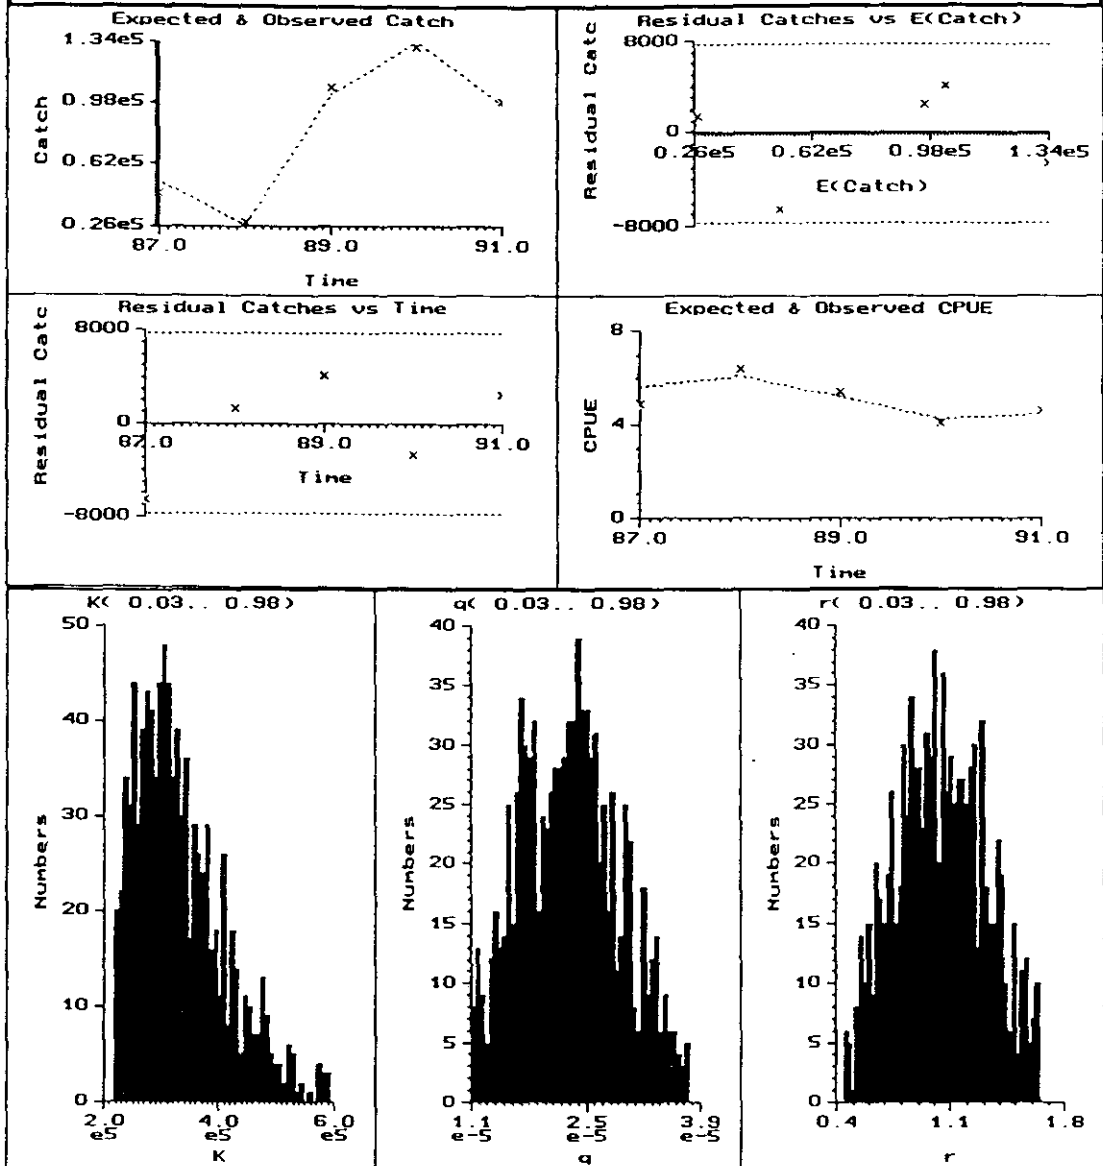 Expected & Observed Catch
1.34e5
0.98e5
0.62e5
0.26e5
Catch
87.0 89.0 91.0
Time
Residual Catches vs E(Catch)
8000
0
-8000
Residual Catc
0.26e5 0.62e5 0.98e5 1.34e5
E(Catch)
Residual Catches vs Time
8000
0
-8000
Residual Catc
87.0 89.0 91.0
Time
Expected & Observed CPUE
8
4
0
CPUE
87.0 89.0 91.0
Time
K( 0.03.. 0.98)
50
40
30
20
10
0
Numbers
2.0 4.0 6.0
e5 e5 e5
K
q( 0.03.. 0.98)
40
35
30
25
20
15
10
5
0
Numbers
1.1 2.5 3.9
e-5 e-5 e-5
q
r( 0.03.. 0.98)
40
35
30
25
20
15
10
5
0
Numbers
0.4 1.1 1.8
r